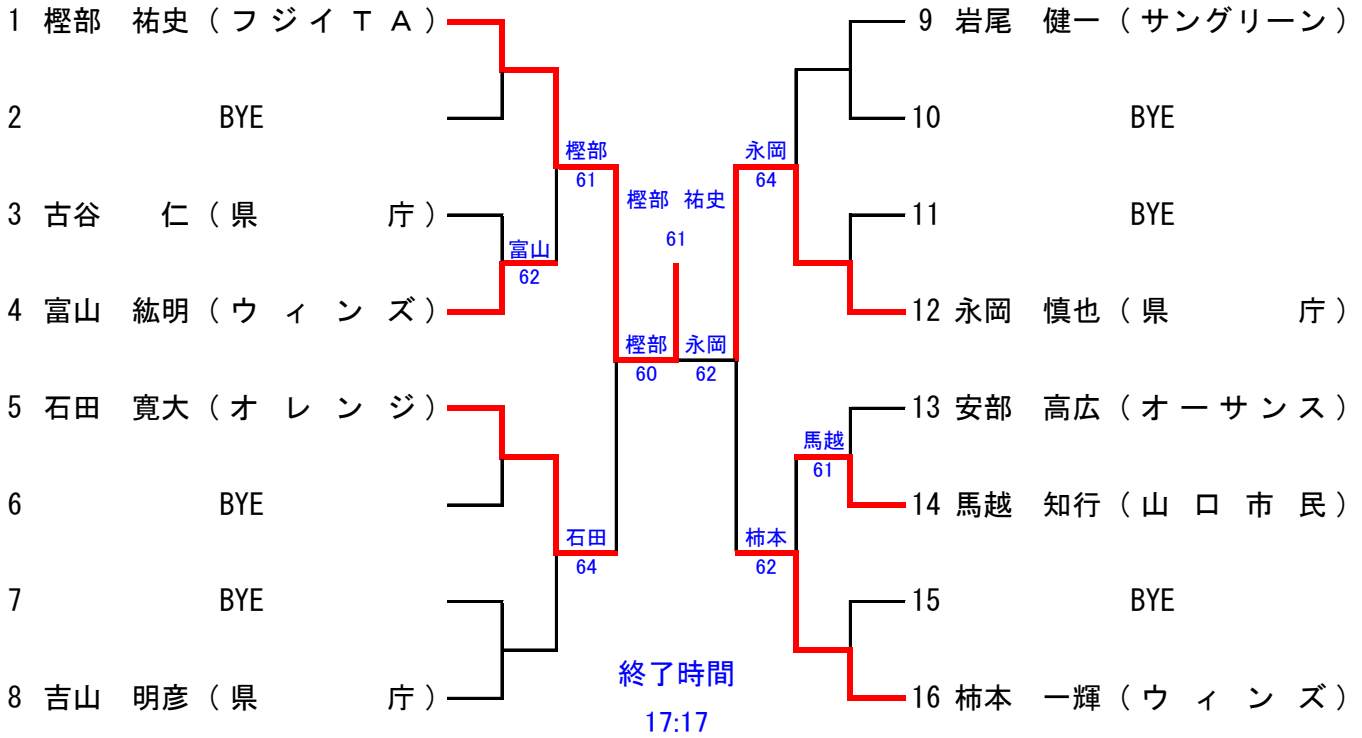 1 樫部 祐史 ( フジイTA )
2 BYE
3 古谷 仁 ( 県 庁 )
4 富山 紘明 ( ウィンズ )
5 石田 寛大 ( オレンジ )
6 BYE
7 BYE
8 吉山 明彦 ( 県 庁 )
樫部
61
富山
62
石田
64
樫部 祐史
61
樫部
60
永岡
62
永岡
64
馬越
61
柿本
62
終了時間
17:17
9 岩尾 健一 ( サングリーン )
10 BYE
11 BYE
12 永岡 慎也 ( 県 庁 )
13 安部 高広 ( オーサンス )
14 馬越 知行 ( 山口市民 )
15 BYE
16 柿本 一輝 ( ウィンズ )